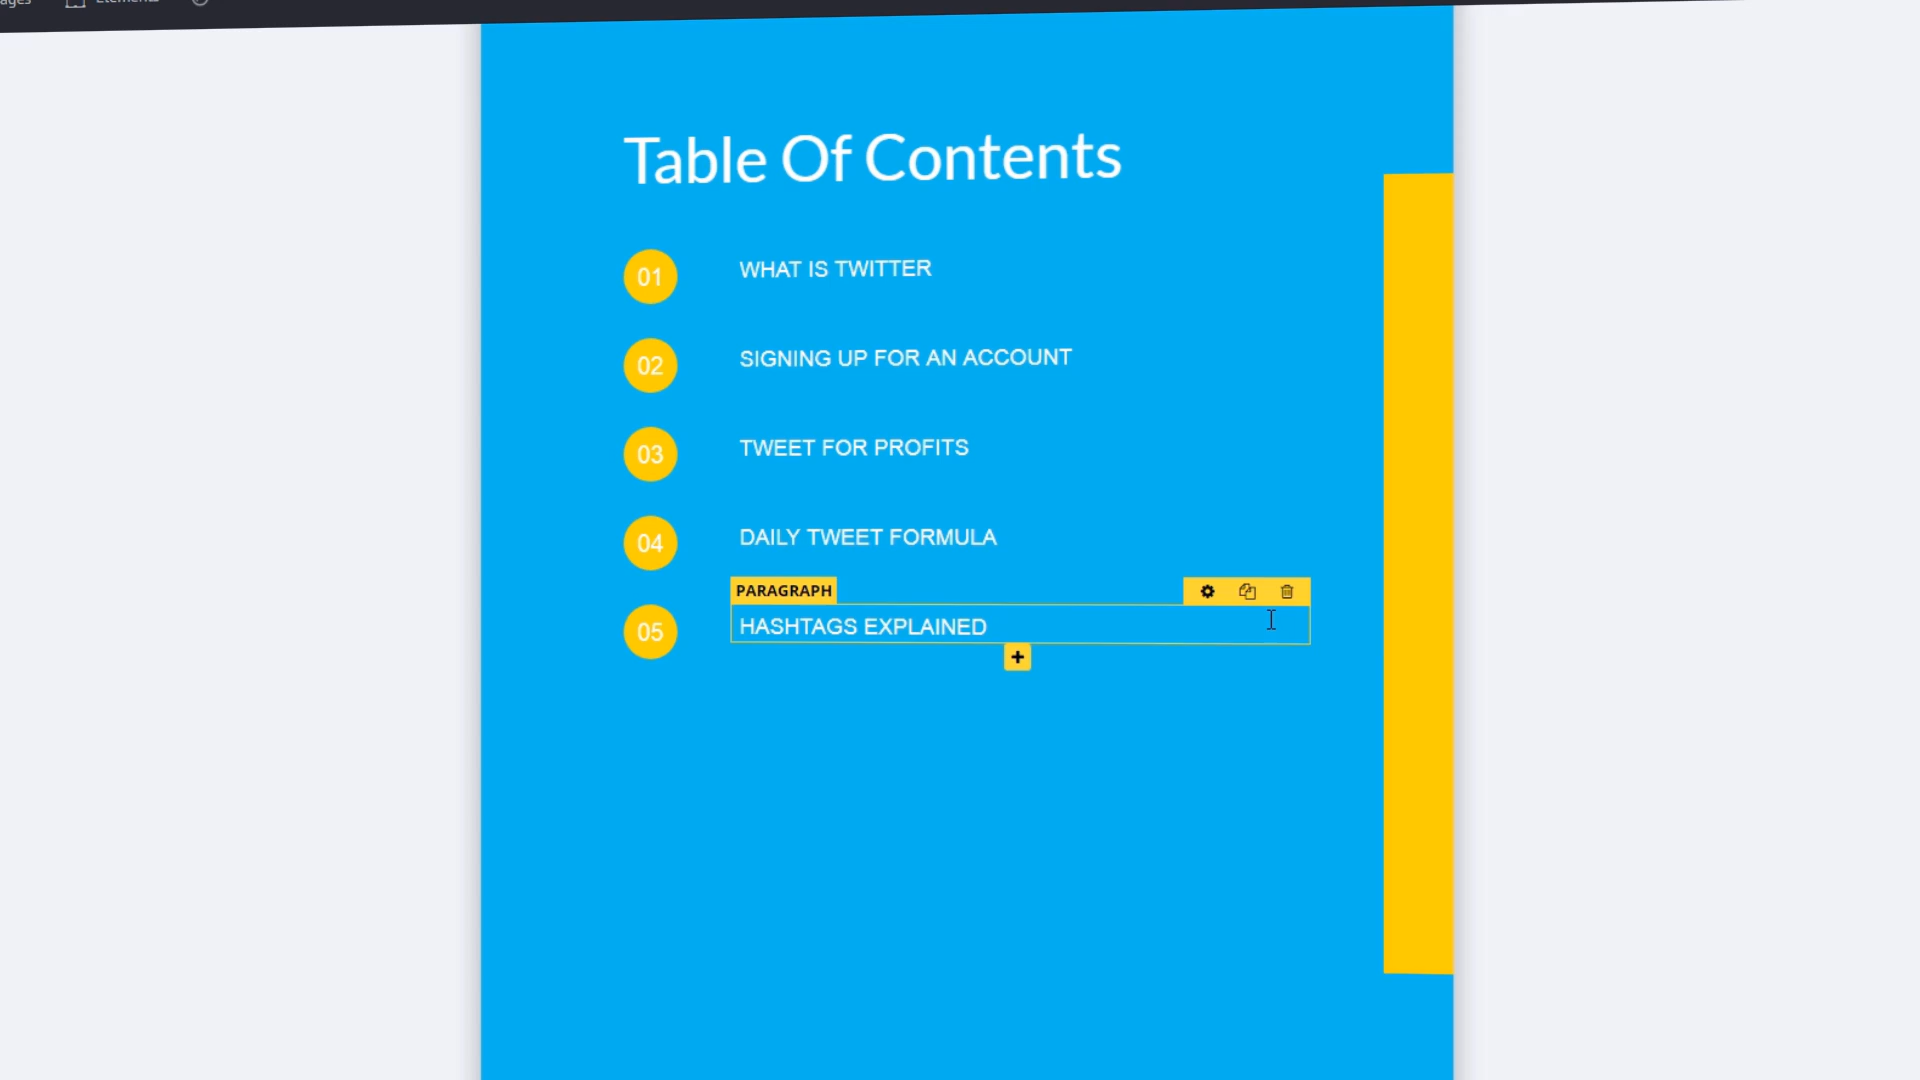 Table Of Contents
01 WHAT IS TWITTER
02 SIGNING UP FOR AN ACCOUNT
03 TWEET FOR PROFITS
04 DAILY TWEET FORMULA
PARAGRAPH
05 HASHTAGS EXPLAINED